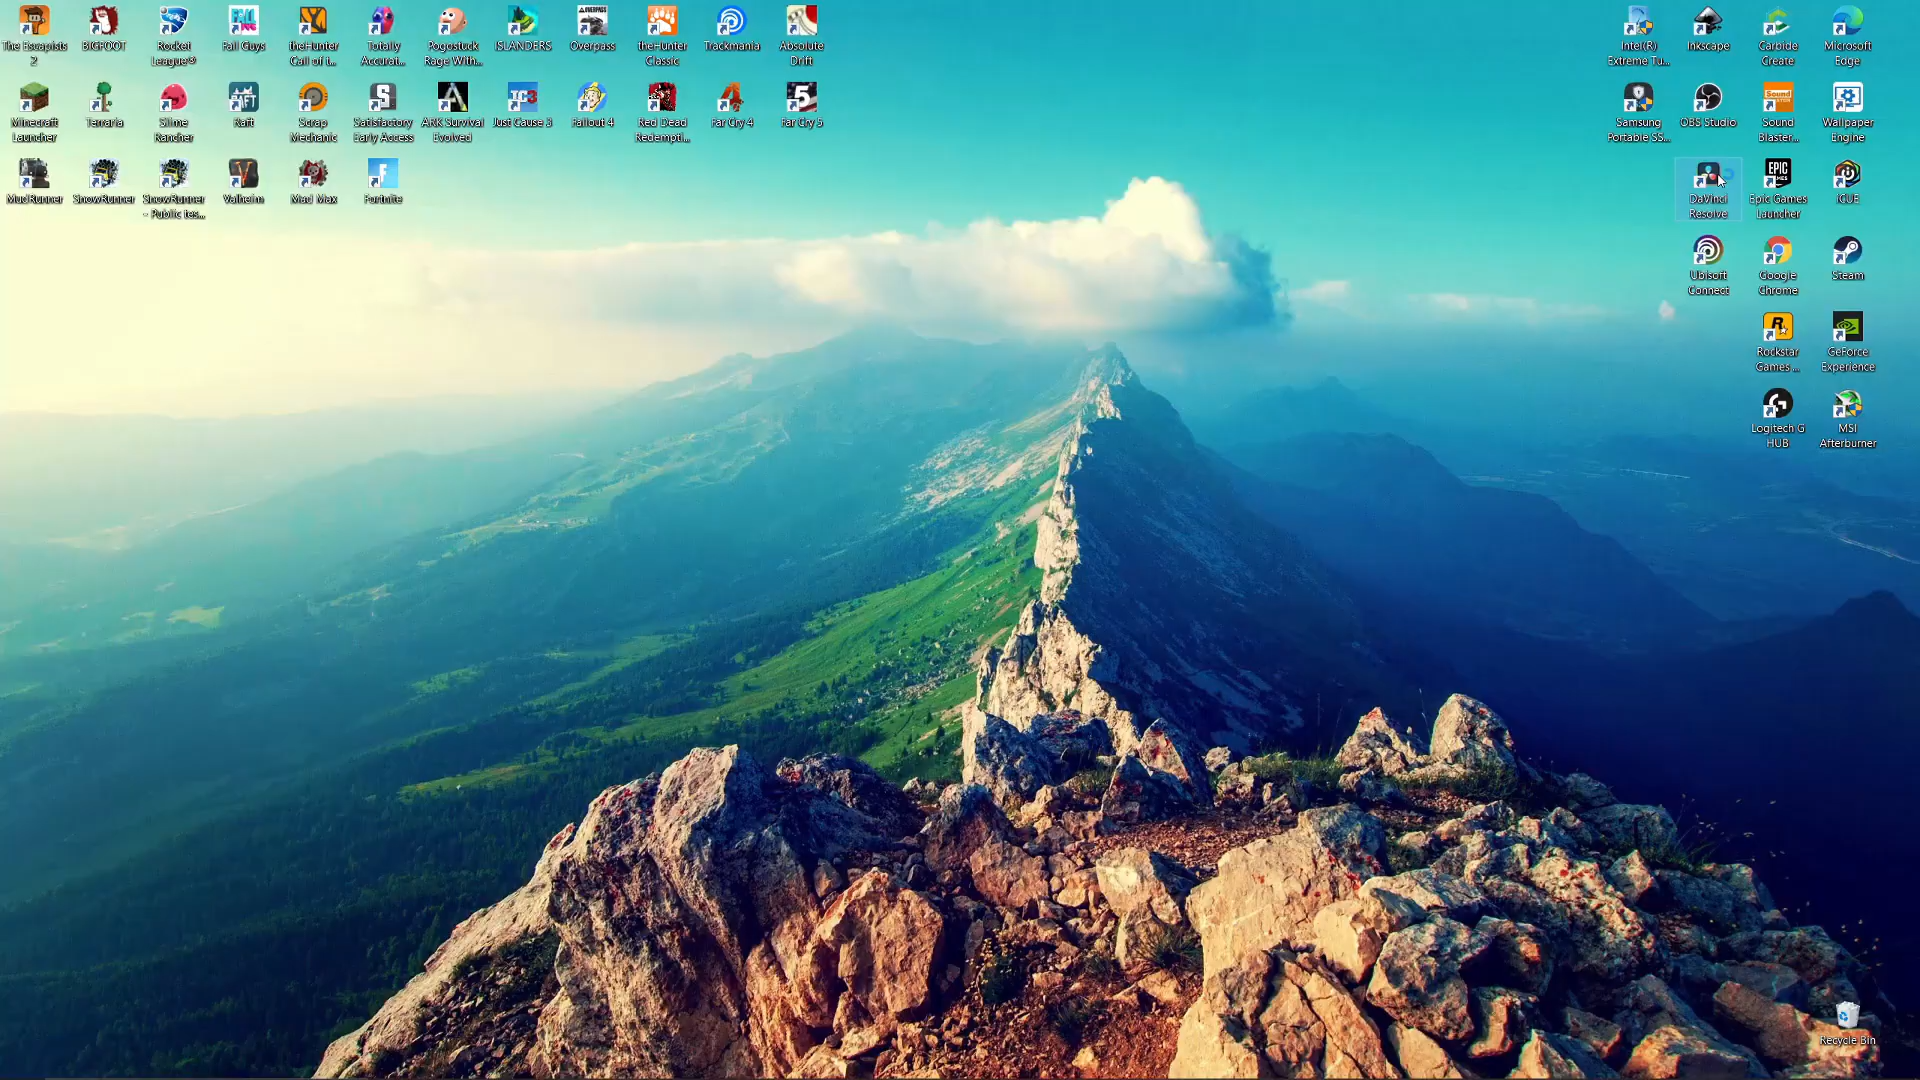 The Escapists
2
BIGFOOT
Rocket
League®
Fall Guys
theHunter
Call of t...
Totally
Accurat...
Pogostuck
Rage With...
ISLANDERS
Overpass
theHunter
Classic
Trackmania
Absolute
Drift
Intel(R)
Extreme Tu...
Inkscape
Carbide
Create
Microsoft
Edge
Minecraft
Launcher
Terraria
Slime
Rancher
Raft
Scrap
Mechanic
Satisfactory
Early Access
ARK Survival
Evolved
Just Cause 3
Fallout 4
Red Dead
Redempti...
Far Cry 4
Far Cry 5
Samsung
Portable SS...
OBS Studio
Sound
Blaster...
Wallpaper
Engine
MudRunner
SnowRunner
SnowRunner
- Public tes...
Valheim
Mad Max
Fortnite
DaVinci
Resolve
Epic Games
Launcher
iCUE
Ubisoft
Connect
Google
Chrome
Steam
Rockstar
Games ...
GeForce
Experience
Logitech G
HUB
MSI
Afterburner
Recycle Bin